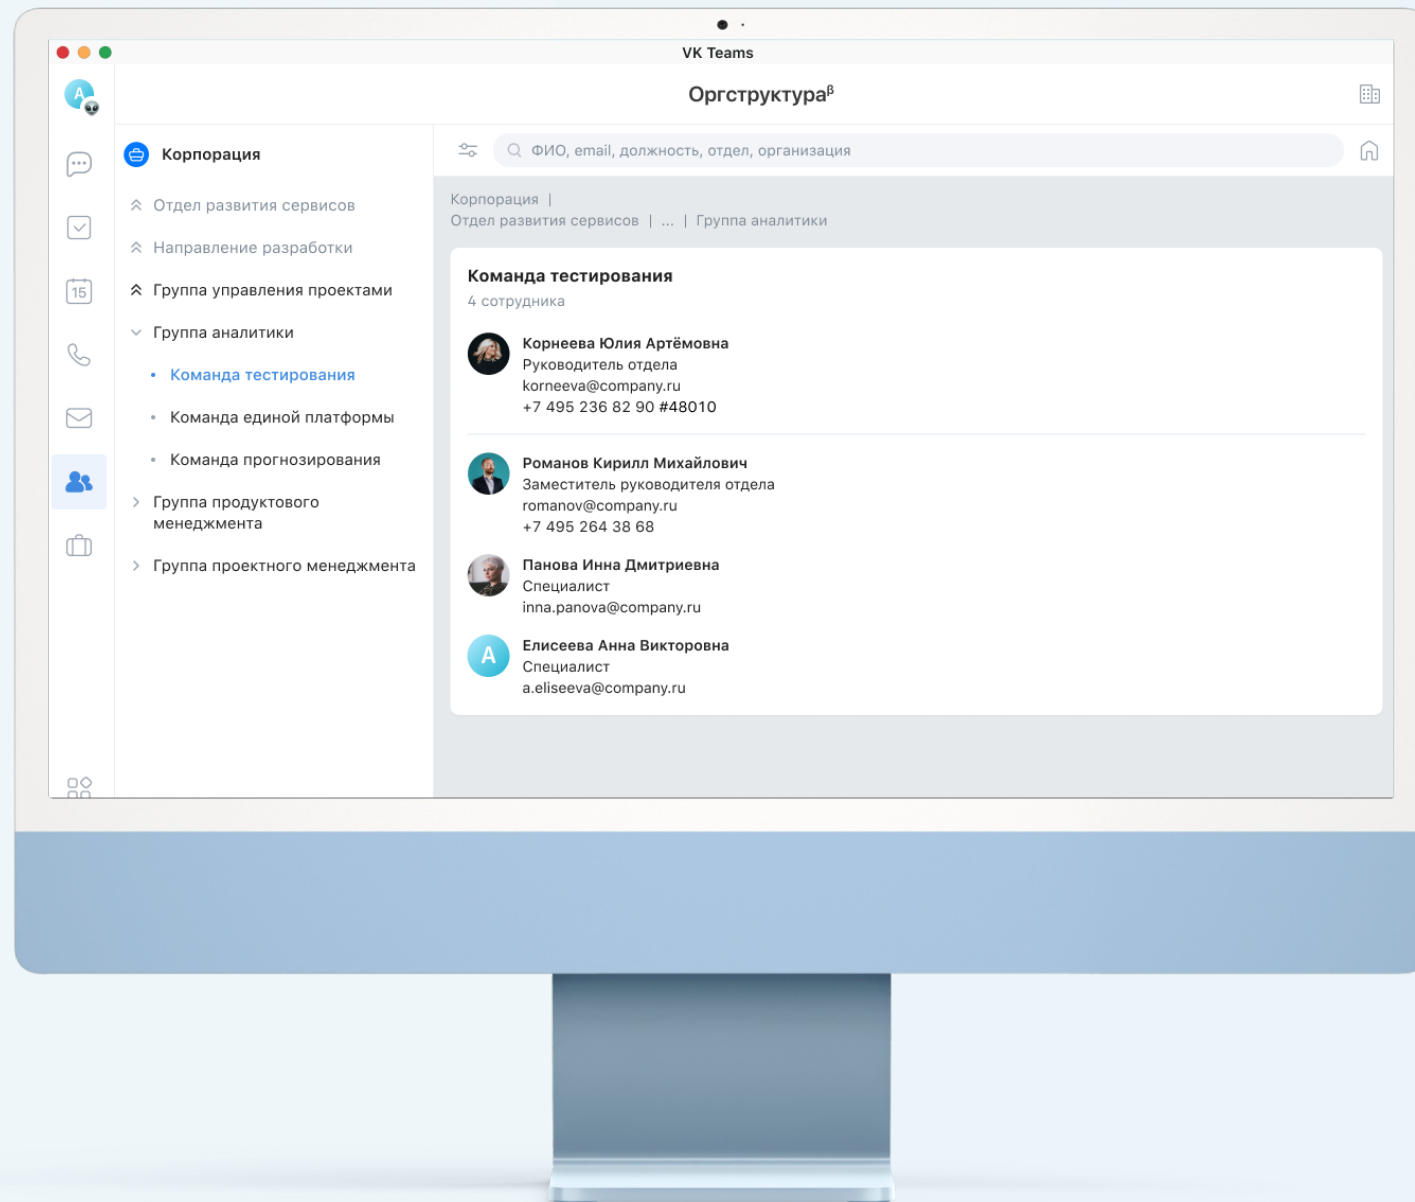 VK Teams
A
Оргструктураᵝ
Корпорация
ФИО, email, должность, отдел, организация
Отдел развития сервисов
Направление разработки
15
Группа управления проектами
Группа аналитики
Команда тестирования
Команда единой платформы
Команда прогнозирования
Группа продуктового
менеджмента
Группа проектного менеджмента
Корпорация |
Отдел развития сервисов | ... | Группа аналитики
Команда тестирования
4 сотрудника
Корнеева Юлия Артёмовна
Руководитель отдела
korneeva@company.ru
+7 495 236 82 90 #48010
Романов Кирилл Михайлович
Заместитель руководителя отдела
romanov@company.ru
+7 495 264 38 68
Панова Инна Дмитриевна
Специалист
inna.panova@company.ru
A
Елисеева Анна Викторовна
Специалист
a.eliseeva@company.ru